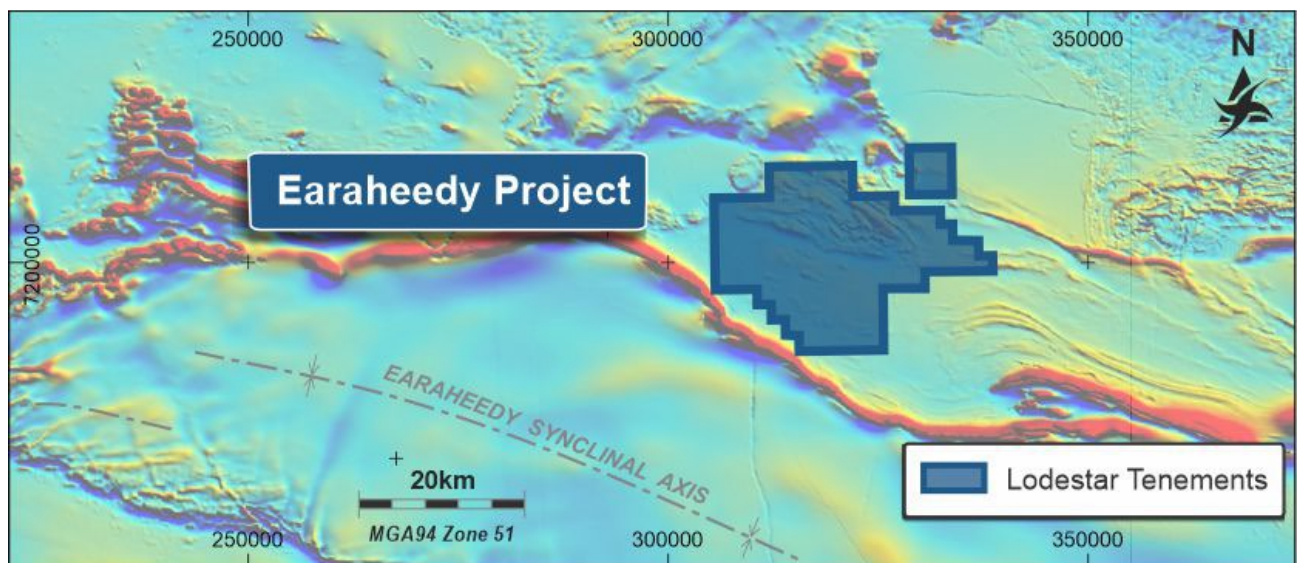 250000
300000
350000
N
Earaheedy Project
7200000
EARAHEEDY SYNCLINAL AXIS
20km
MGA94 Zone 51
Lodestar Tenements
250000
300000
350000